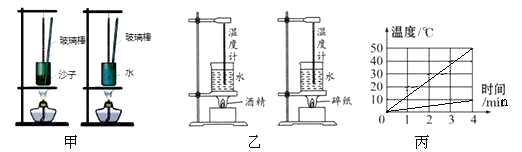 玻璃棒
玻璃棒
沙子
水
甲
温度计
水
酒精
温度计
水
碎纸
乙
温度/℃
50
40
30
20
10
0
1
2
3
4
时间
/min
丙